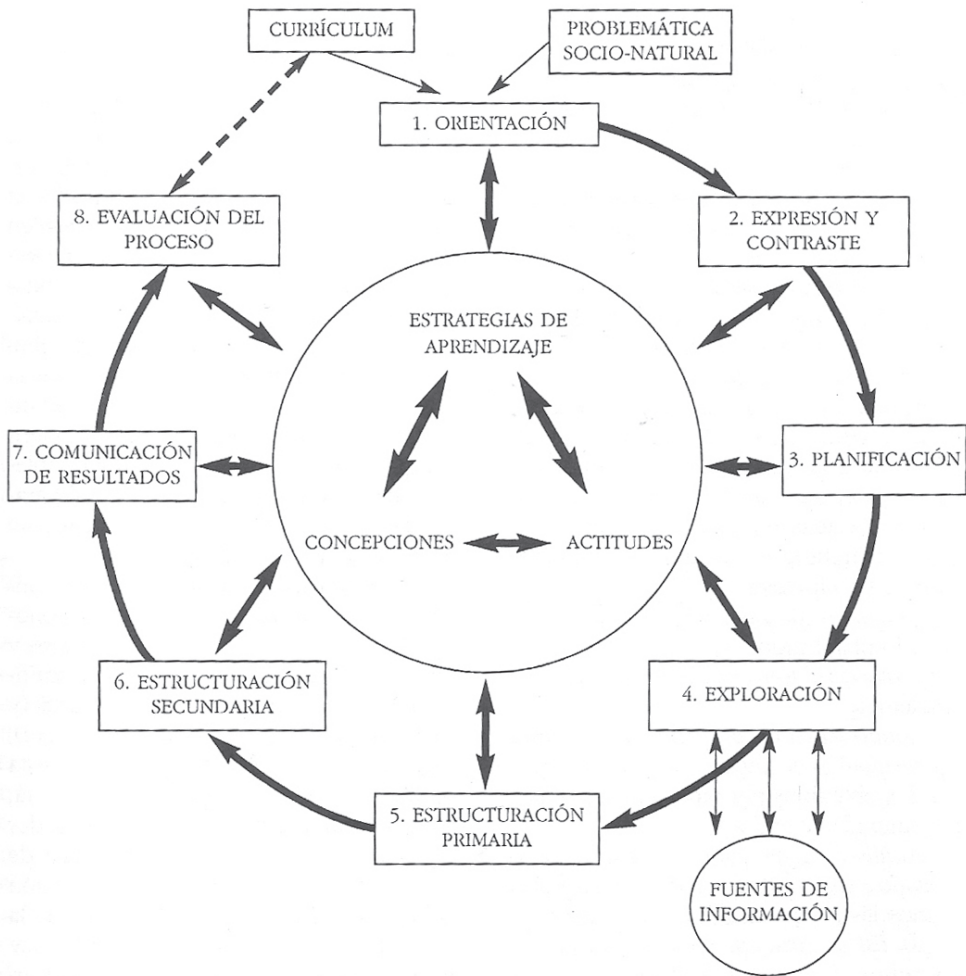 CURRÍCULUM
PROBLEMÁTICA
SOCIO-NATURAL
1. ORIENTACIÓN
8. EVALUACIÓN DEL
PROCESO
2. EXPRESIÓN Y
CONTRASTE
ESTRATEGIAS DE
APRENDIZAJE
7. COMUNICACIÓN
DE RESULTADOS
3. PLANIFICACIÓN
CONCEPCIONES
ACTITUDES
6. ESTRUCTURACIÓN
SECUNDARIA
4. EXPLORACIÓN
5. ESTRUCTURACIÓN
PRIMARIA
FUENTES DE
INFORMACIÓN